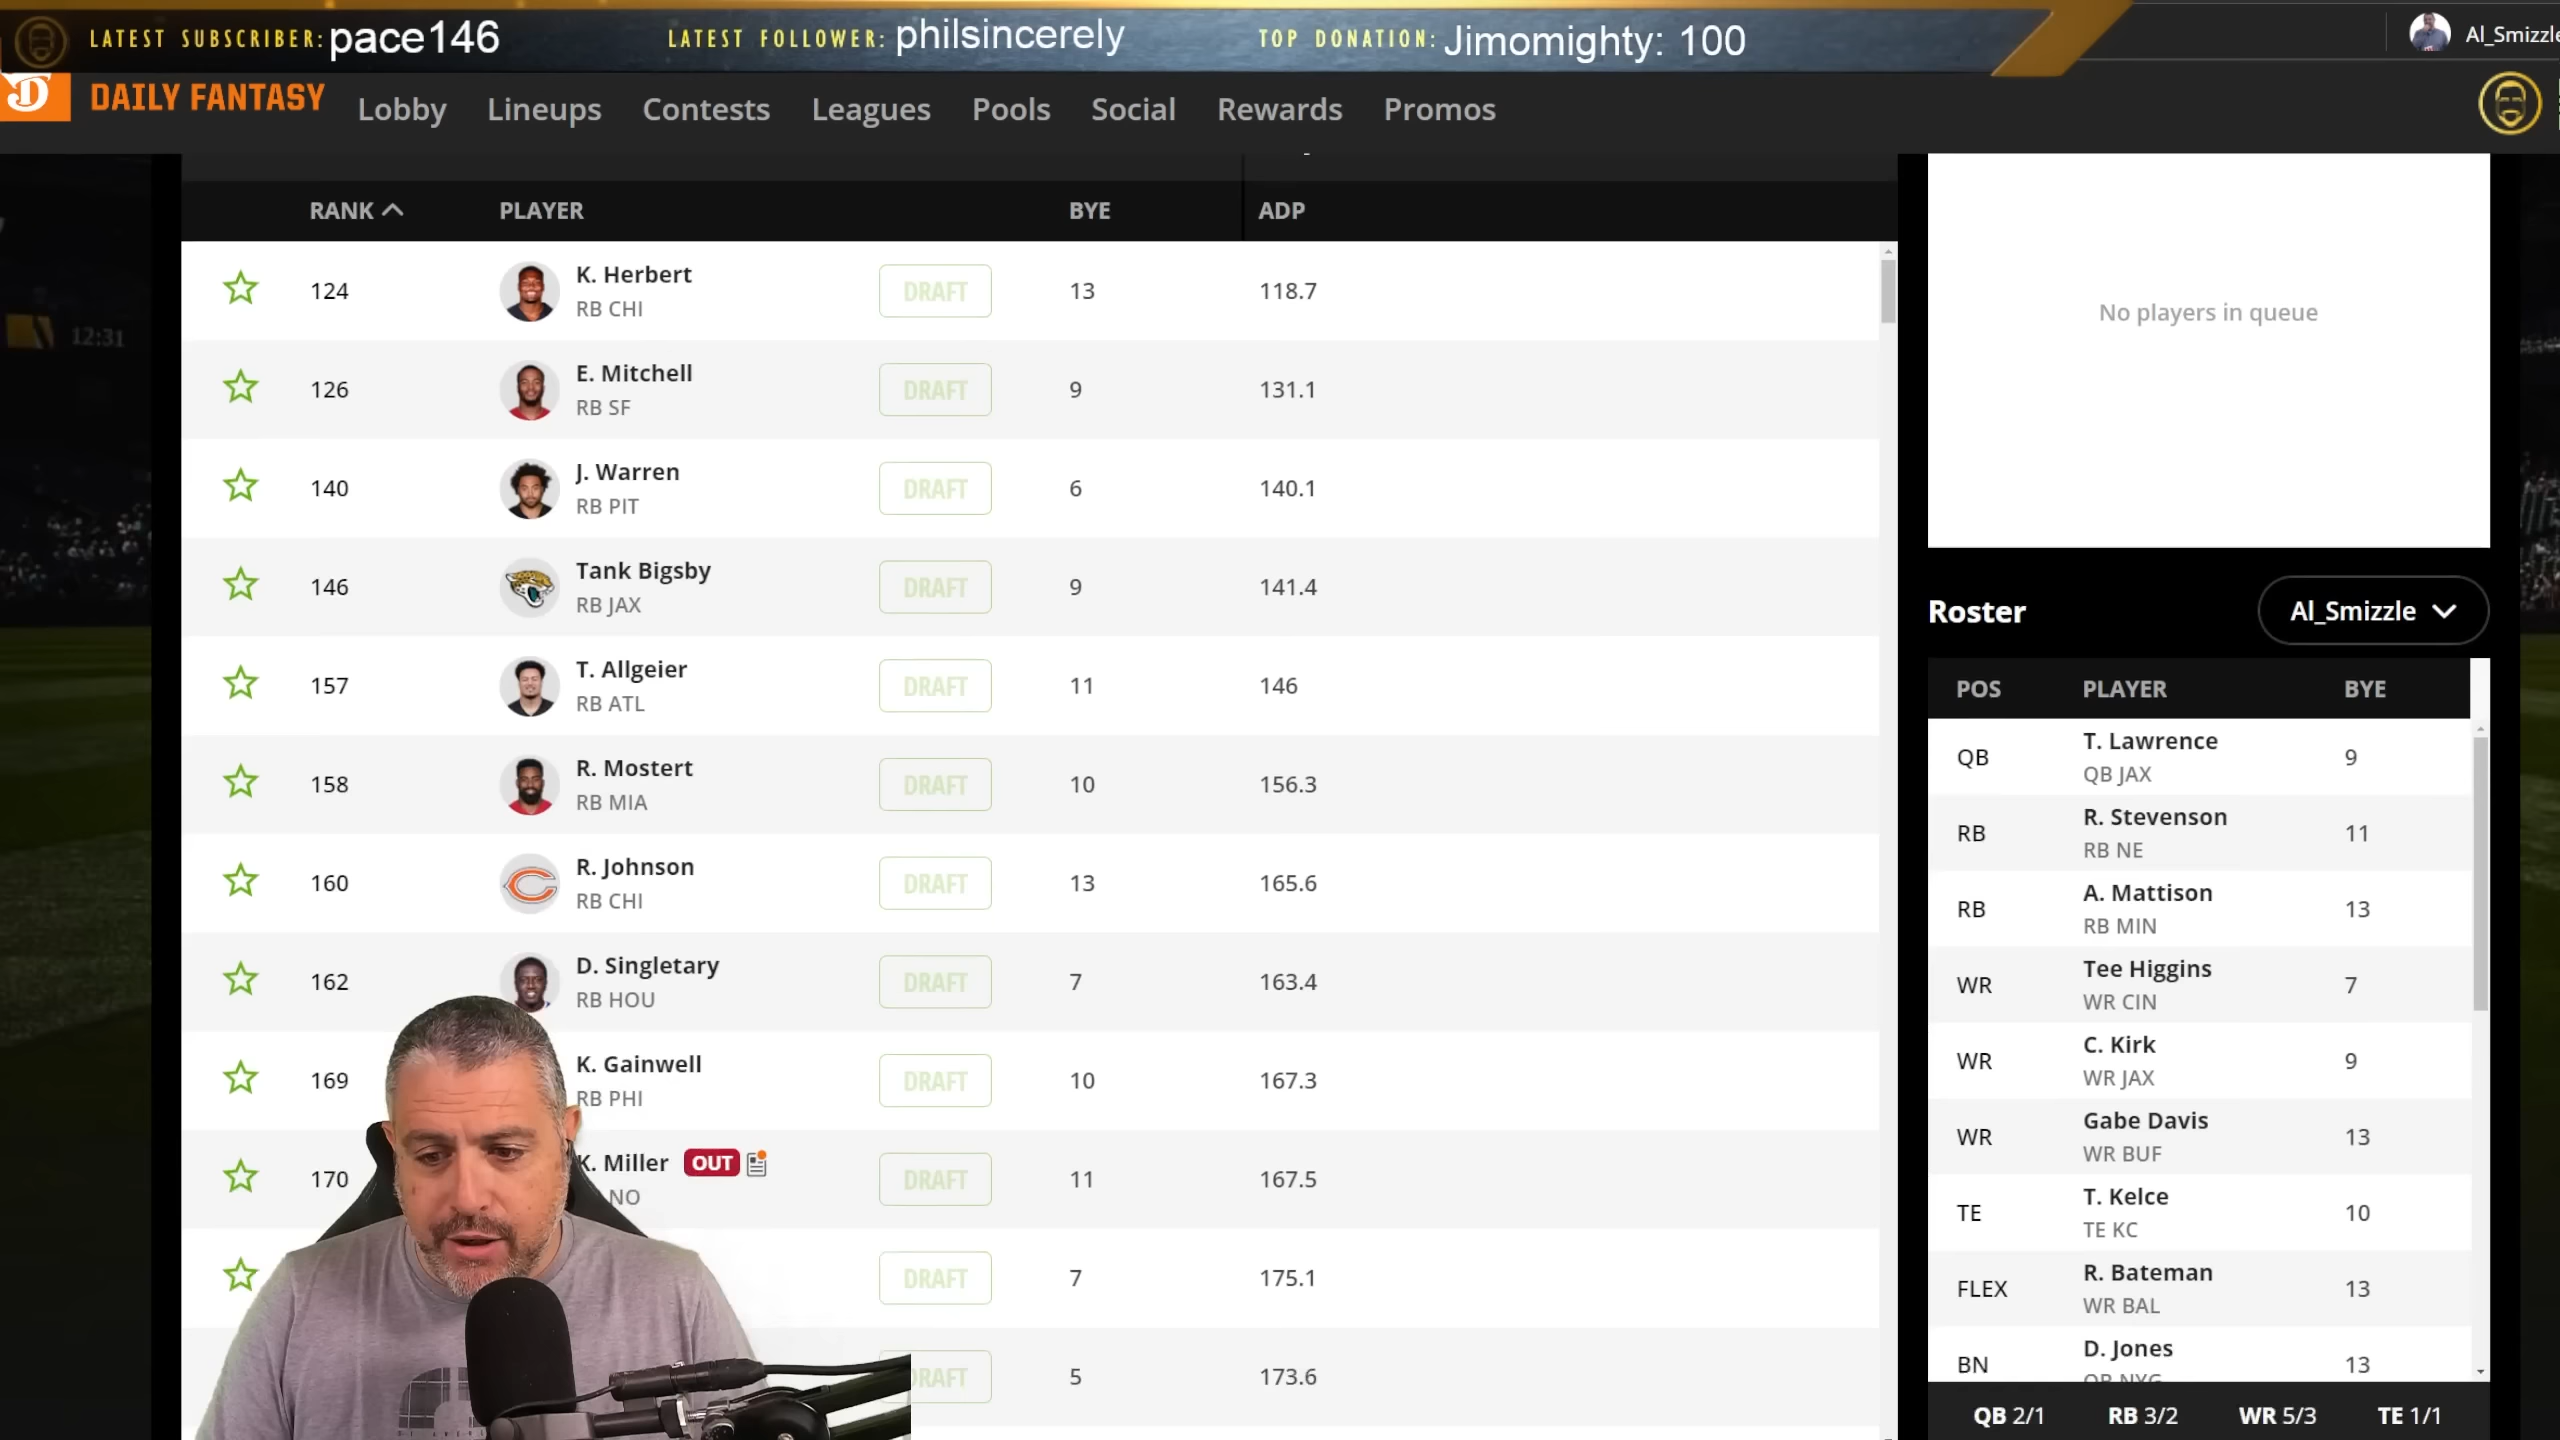 LATEST SUBSCRIBER: pace146
LATEST FOLLOWER: philsincerely
TOP DONATION: Jimomighty: 100
Al_Smizzle
DAILY FANTASY
Lobby
Lineups
Contests
Leagues
Pools
Social
Rewards
Promos
12:31
RANK PLAYER BYE ADP
124 K. Herbert DRAFT 13 118.7
RB CHI
126 E. Mitchell DRAFT 9 131.1
RB SF
140 J. Warren DRAFT 6 140.1
RB PIT
146 Tank Bigsby DRAFT 9 141.4
RB JAX
157 T. Allgeier DRAFT 11 146
RB ATL
158 R. Mostert DRAFT 10 156.3
RB MIA
160 R. Johnson DRAFT 13 165.6
RB CHI
162 D. Singletary DRAFT 7 163.4
RB HOU
169 K. Gainwell DRAFT 10 167.3
RB PHI
170 K. Miller OUT DRAFT 11 167.5
NO
DRAFT 7 175.1
DRAFT 5 173.6
No players in queue
Roster
Al_Smizzle
POS PLAYER BYE
QB T. Lawrence 9
QB JAX
RB R. Stevenson 11
RB NE
RB A. Mattison 13
RB MIN
WR Tee Higgins 7
WR CIN
WR C. Kirk 9
WR JAX
WR Gabe Davis 13
WR BUF
TE T. Kelce 10
TE KC
FLEX R. Bateman 13
WR BAL
BN D. Jones 13
QB NYG
QB 2/1 RB 3/2 WR 5/3 TE 1/1